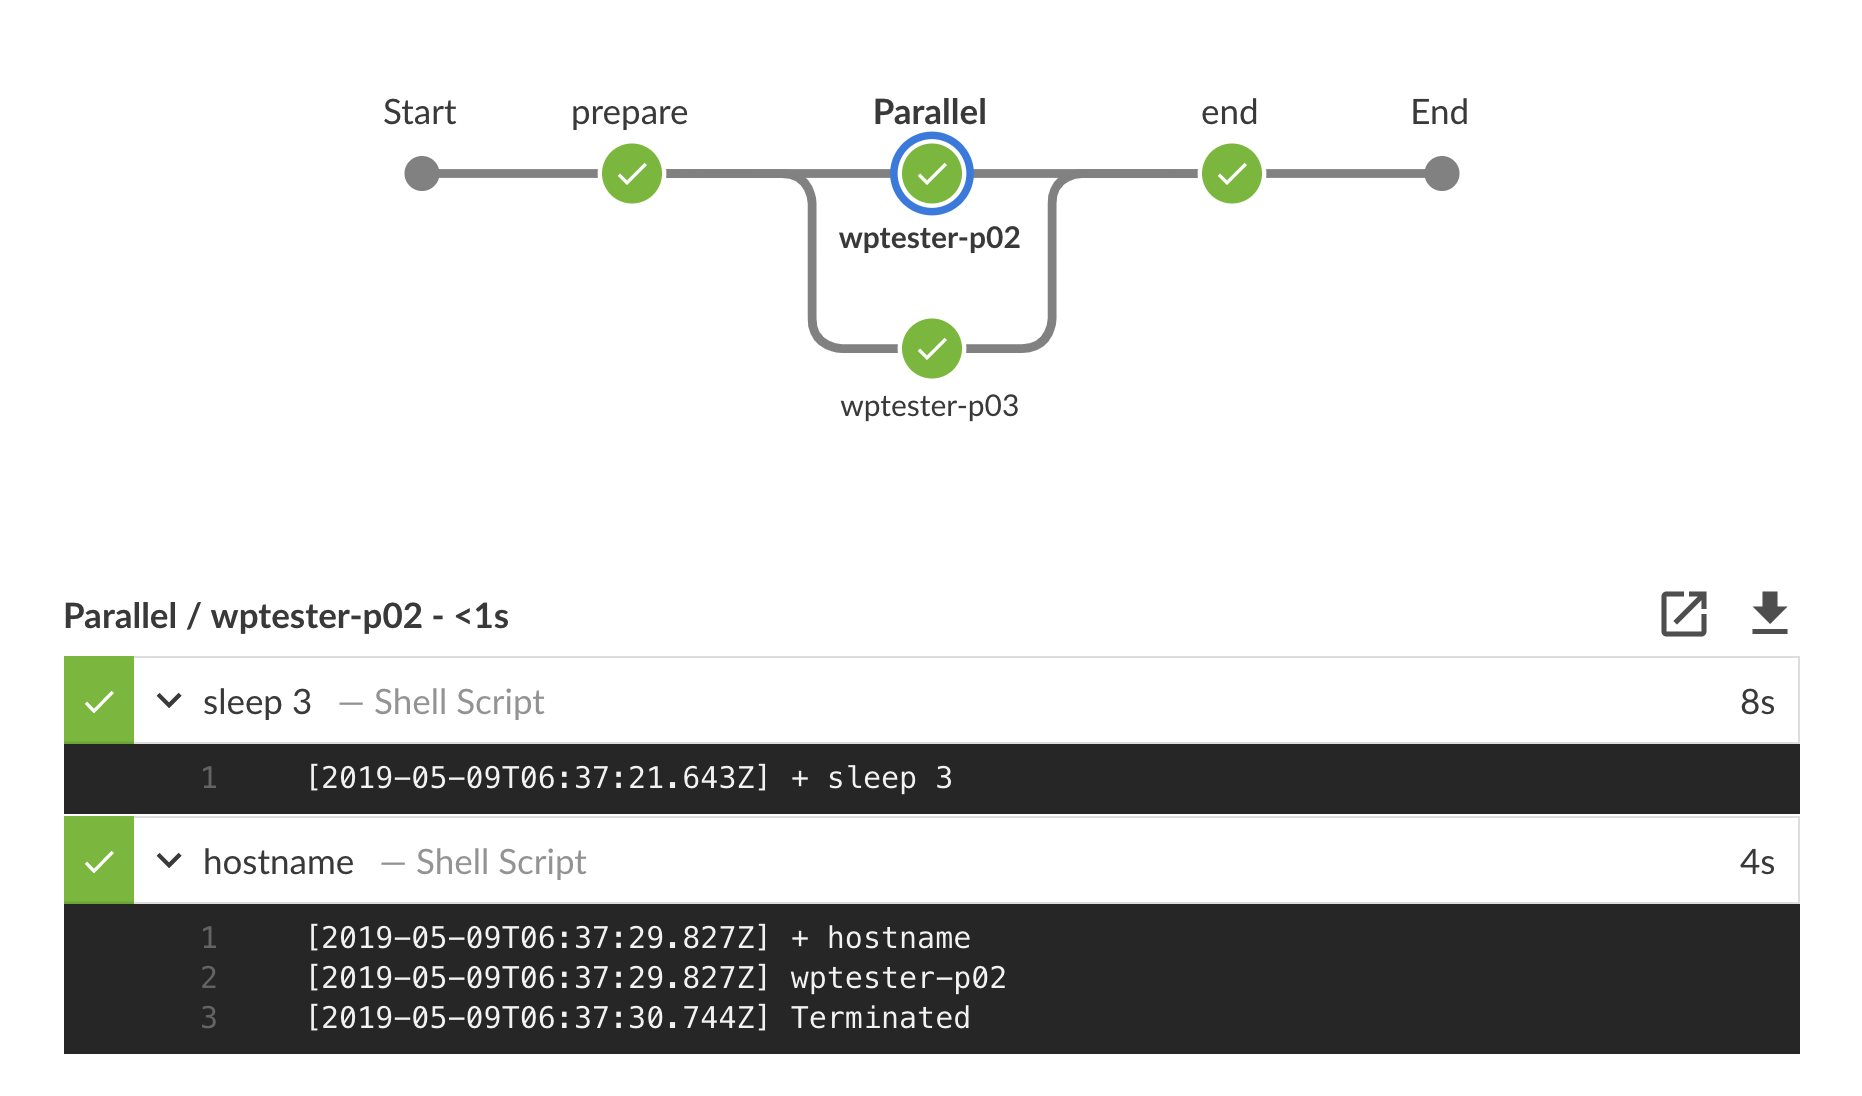 Start prepare Parallel end End
wptester-p02
wptester-p03
Parallel / wptester-p02 - <1s
sleep 3 — Shell Script 8s
1 [2019-05-09T06:37:21.643Z] + sleep 3
hostname — Shell Script 4s
1 [2019-05-09T06:37:29.827Z] + hostname
2 [2019-05-09T06:37:29.827Z] wptester-p02
3 [2019-05-09T06:37:30.744Z] Terminated